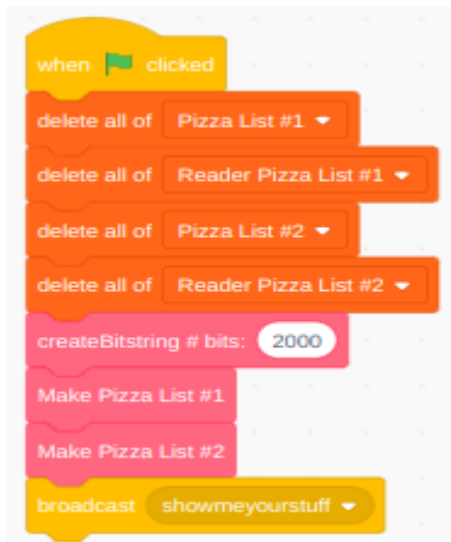 when clicked
delete all of Pizza List #1
delete all of Reader Pizza List #1
delete all of Pizza List #2
delete all of Reader Pizza List #2
createBitstring # bits: 2000
Make Pizza List #1
Make Pizza List #2
broadcast showmeyourstuff